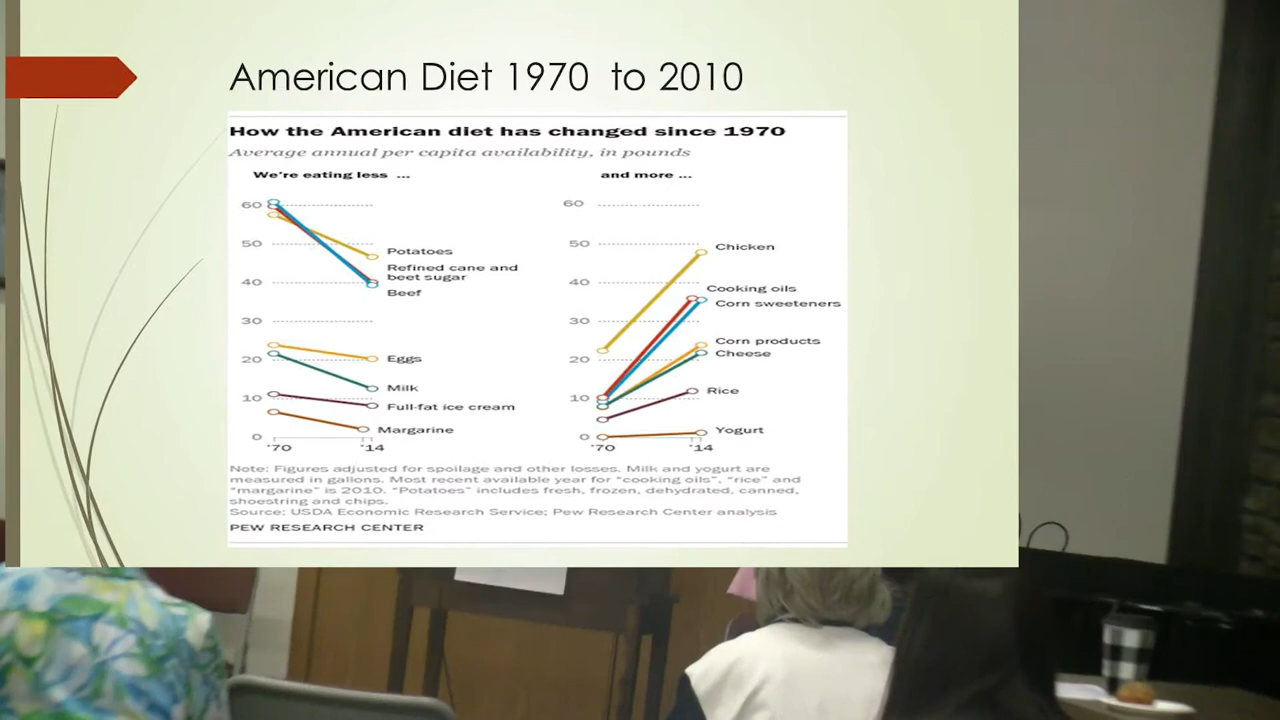 American Diet 1970 to 2010
How the American diet has changed since 1970
Average annual per capita availability, in pounds
We're eating less ...
60
50
40
30
20
10
0
'70
'14
Potatoes
Refined cane and
beet sugar
Beef
Eggs
Milk
Full-fat ice cream
Margarine
and more ...
60
50
40
30
20
10
0
'70
'14
Chicken
Cooking oils
Corn sweeteners
Corn products
Cheese
Rice
Yogurt
Note: Figures adjusted for spoilage and other losses. Milk and yogurt are
measured in gallons. Most recent available year for "cooking oils", "rice" and
"margarine" is 2010. "Potatoes" includes fresh, frozen, dehydrated, canned,
shoestring and chips.
Source: USDA Economic Research Service; Pew Research Center analysis
PEW RESEARCH CENTER